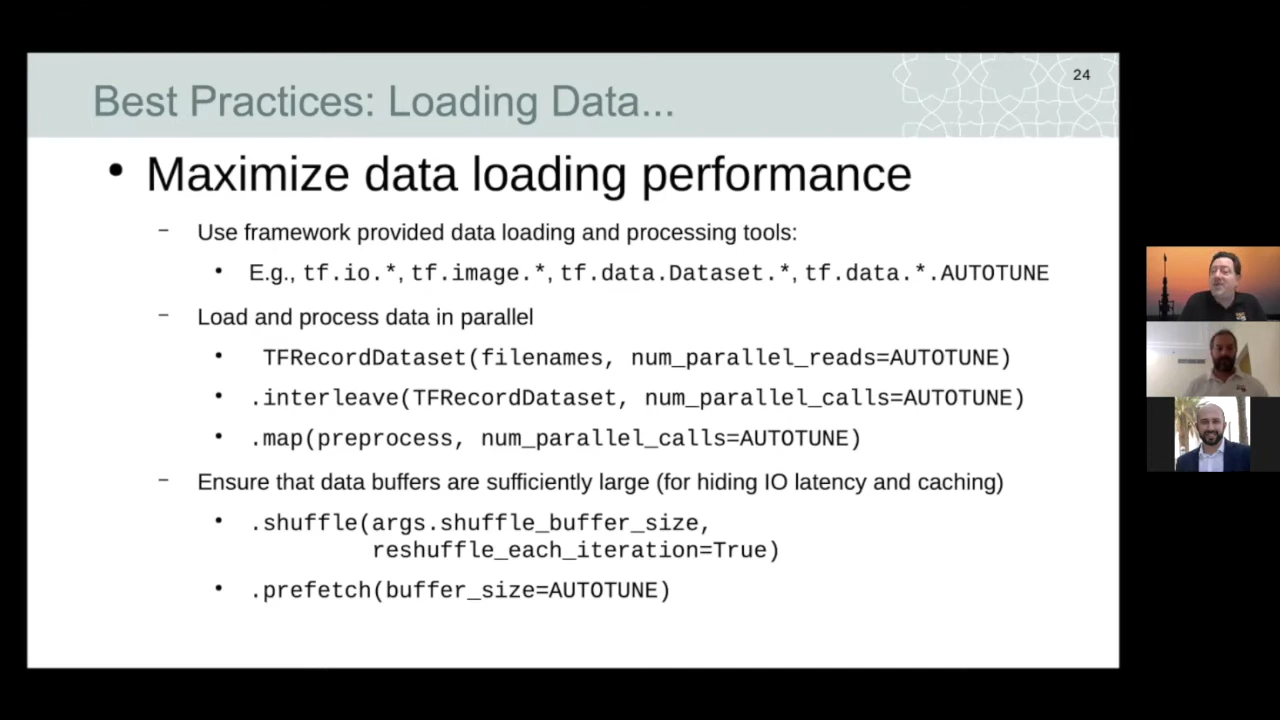 24
Best Practices: Loading Data...
• Maximize data loading performance
– Use framework provided data loading and processing tools:
• E.g., tf.io.*, tf.image.*, tf.data.Dataset.*, tf.data.*.AUTOTUNE
– Load and process data in parallel
• TFRecordDataset(filenames, num_parallel_reads=AUTOTUNE)
• .interleave(TFRecordDataset, num_parallel_calls=AUTOTUNE)
• .map(preprocess, num_parallel_calls=AUTOTUNE)
– Ensure that data buffers are sufficiently large (for hiding IO latency and caching)
• .shuffle(args.shuffle_buffer_size,
reshuffle_each_iteration=True)
• .prefetch(buffer_size=AUTOTUNE)